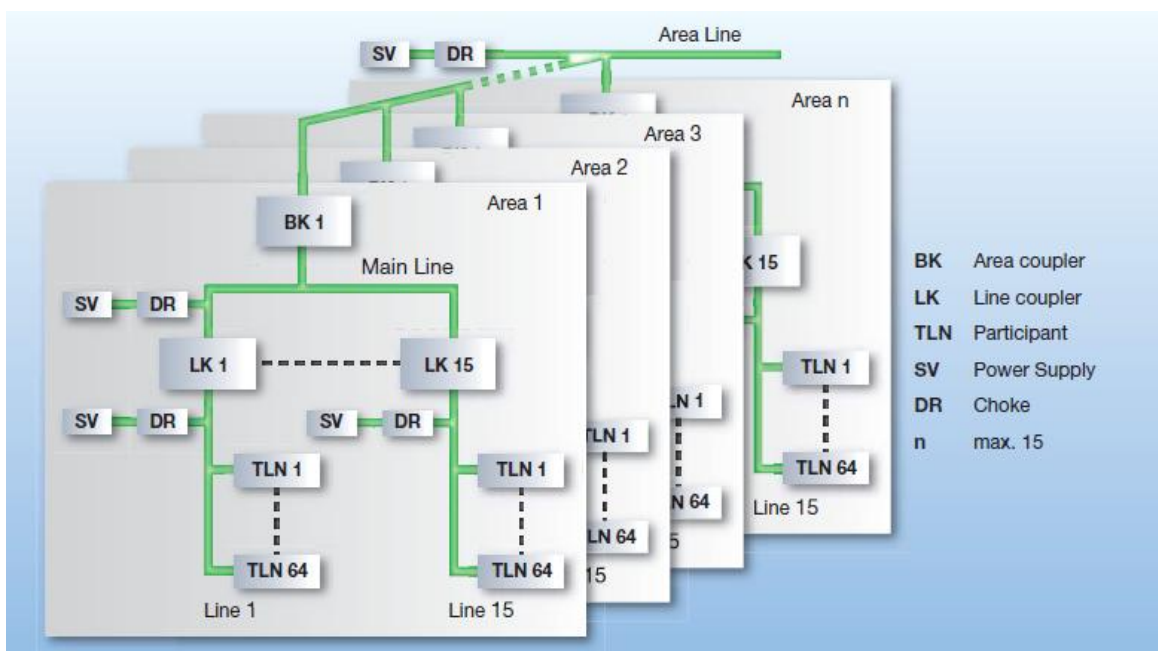 Area Line
SV DR
Area n
Area 3
Area 2
Area 1
BK 1
Main Line
SV DR
LK 1
LK 15
SV DR
SV DR
TLN 1
TLN 1
TLN 64
TLN 64
Line 1
Line 15
TLN 1
LN 64
15
LN 1
N 64
5
K 15
TLN 1
TLN 64
Line 15
BK Area coupler
LK Line coupler
TLN Participant
SV Power Supply
DR Choke
n max. 15